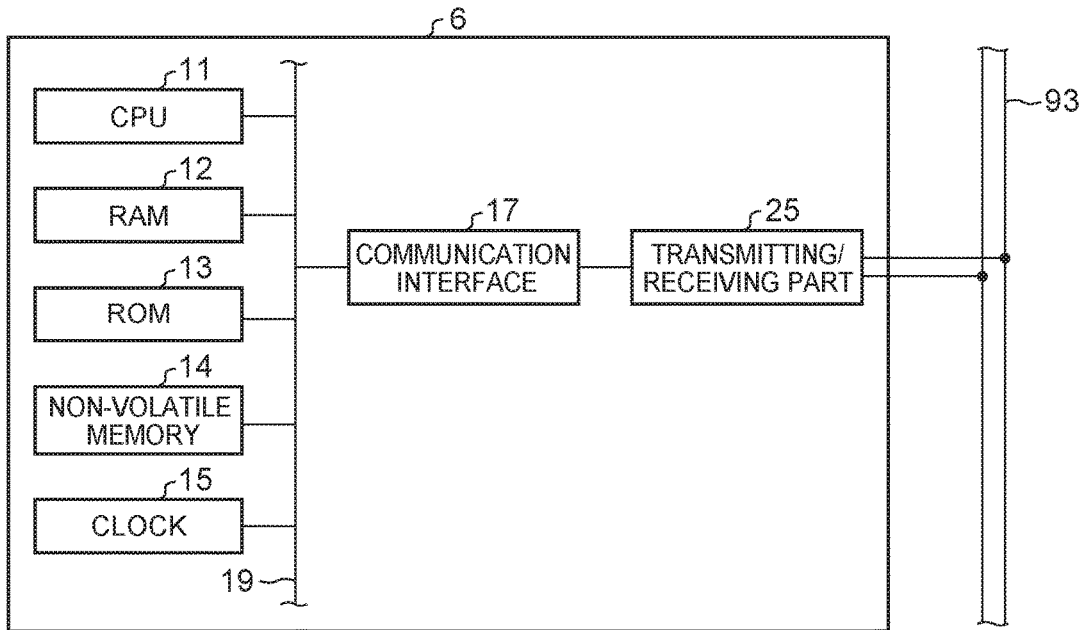 6
11
CPU
93
12
RAM
17
COMMUNICATION
INTERFACE
25
TRANSMITTING/
RECEIVING PART
13
ROM
14
NON-VOLATILE
MEMORY
15
CLOCK
19